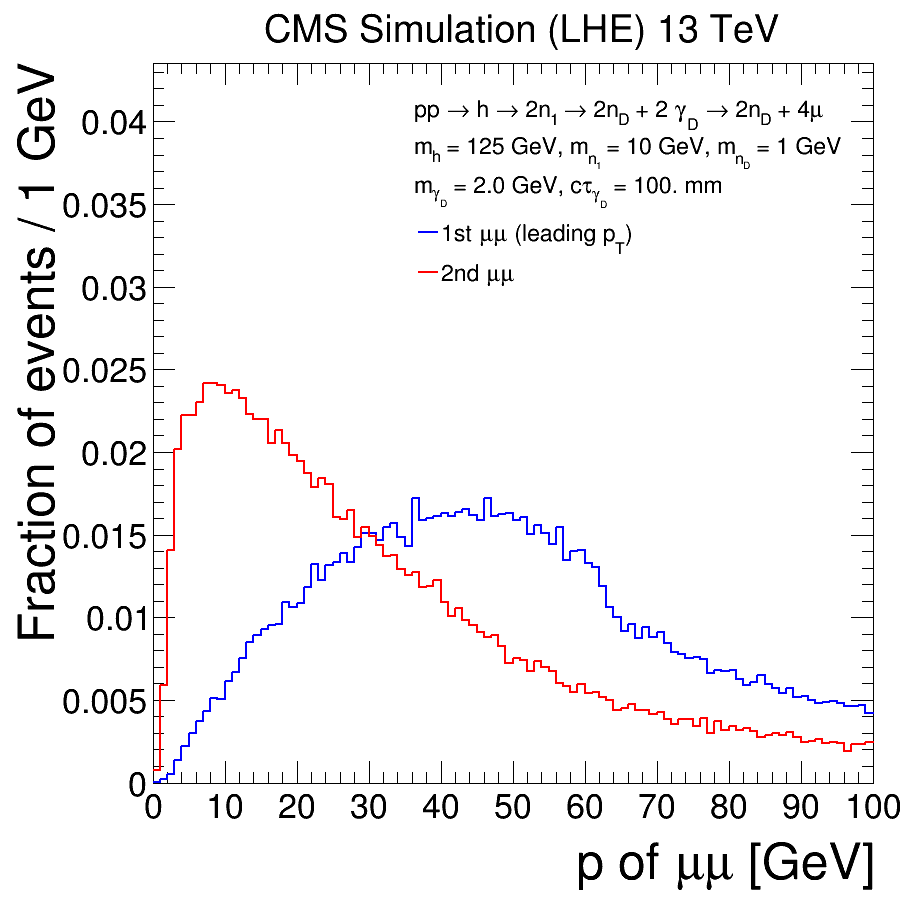 CMS Simulation (LHE) 13 TeV
Fraction of events / 1 GeV
0.04
0.035
0.03
0.025
0.02
0.015
0.01
0.005
0
pp → h → 2n1 → 2nD + 2 γD → 2nD + 4μ
mh = 125 GeV, mn1 = 10 GeV, mnD = 1 GeV
mγD = 2.0 GeV, cτγD = 100. mm
1st μμ (leading pT)
2nd μμ
0 10 20 30 40 50 60 70 80 90 100
p of μμ [GeV]